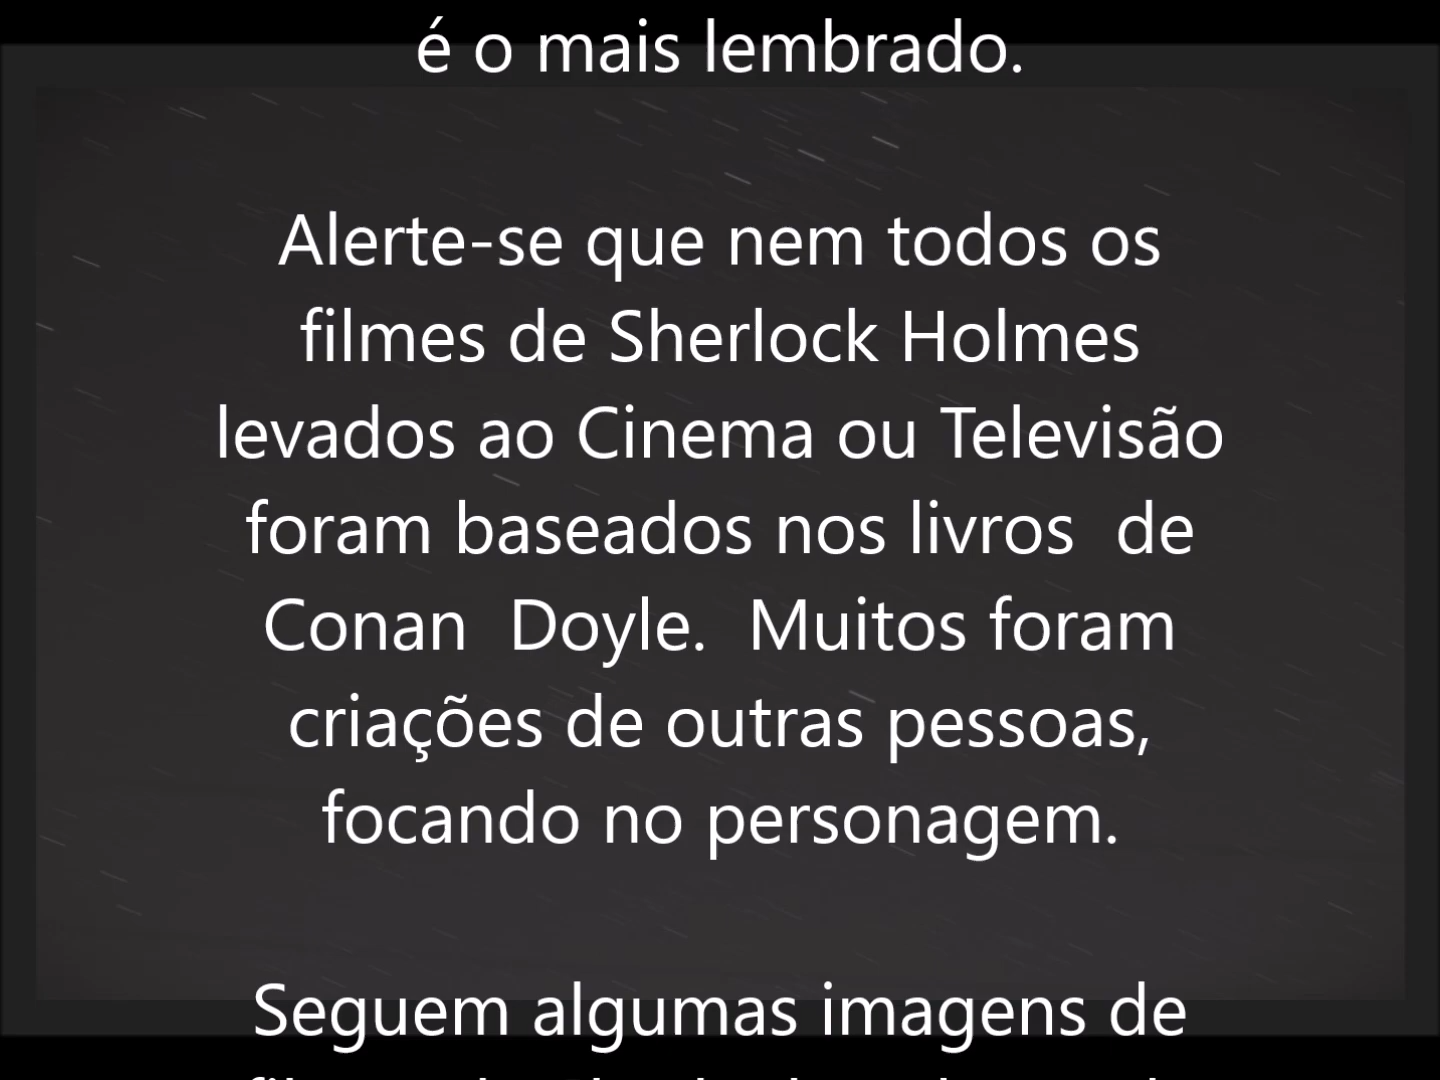 é o mais lembrado.
Alerte-se que nem todos os
filmes de Sherlock Holmes
levados ao Cinema ou Televisão
foram baseados nos livros  de
Conan  Doyle.  Muitos foram
criações de outras pessoas,
focando no personagem.
Seguem algumas imagens de